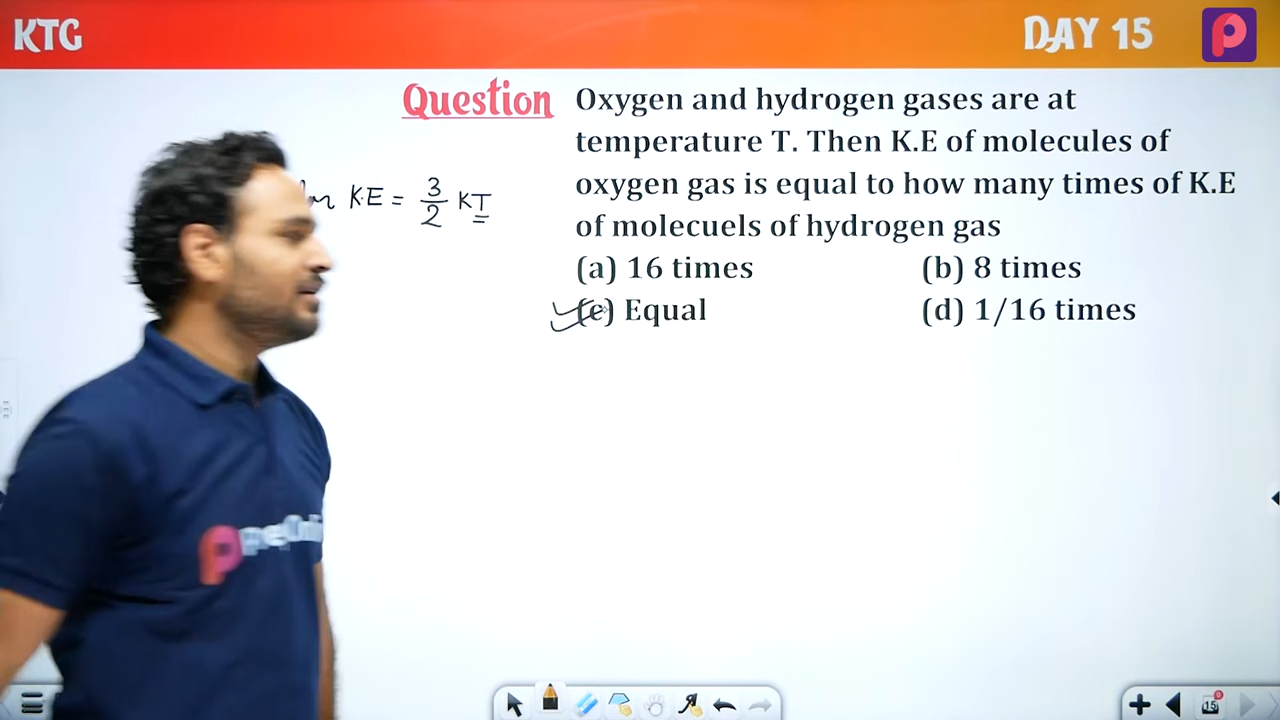 KTG
DAY 15
Question
Oxygen and hydrogen gases are at
temperature T. Then K.E of molecules of
oxygen gas is equal to how many times of K.E
of molecuels of hydrogen gas
(a) 16 times
(b) 8 times
(c) Equal
(d) 1/16 times
K.E = 3/2 KT
15